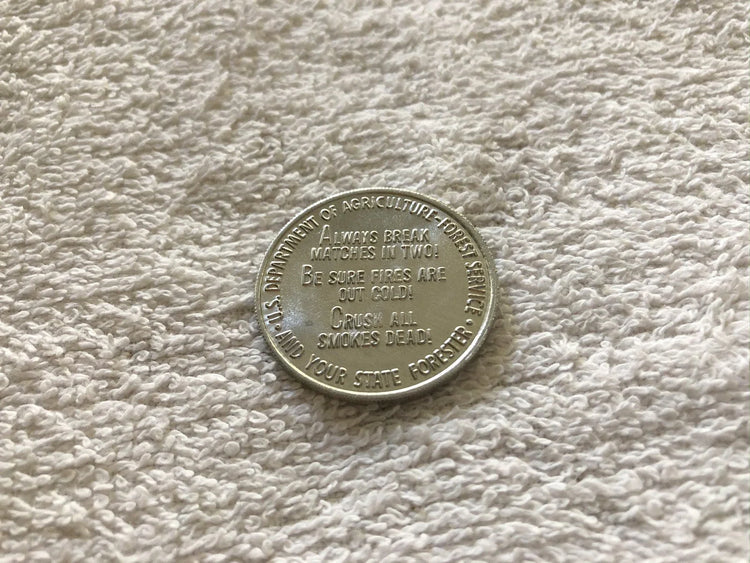 U.S. DEPARTMENT OF AGRICULTURE-FOREST SERVICE
ALWAYS BREAK
MATCHES IN TWO!
BE SURE FIRES ARE
OUT COLD!
CRUSH ALL
SMOKES DEAD!
• AND YOUR STATE FORESTER •